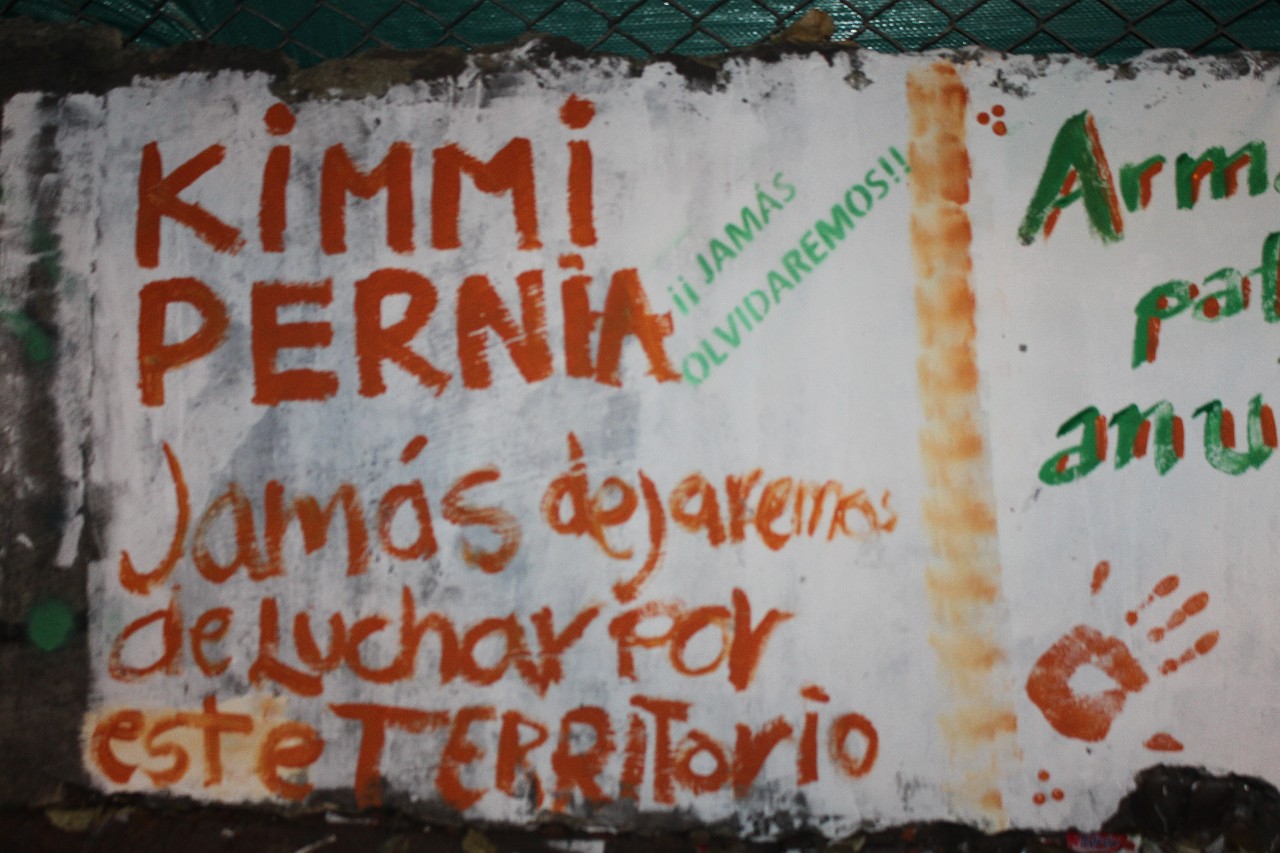 KiMMi
PERNiA
¡¡ JAMÁS
OLVIDAREMOS!!
Jamás dejaremos
de Luchar por
este TERRITorio